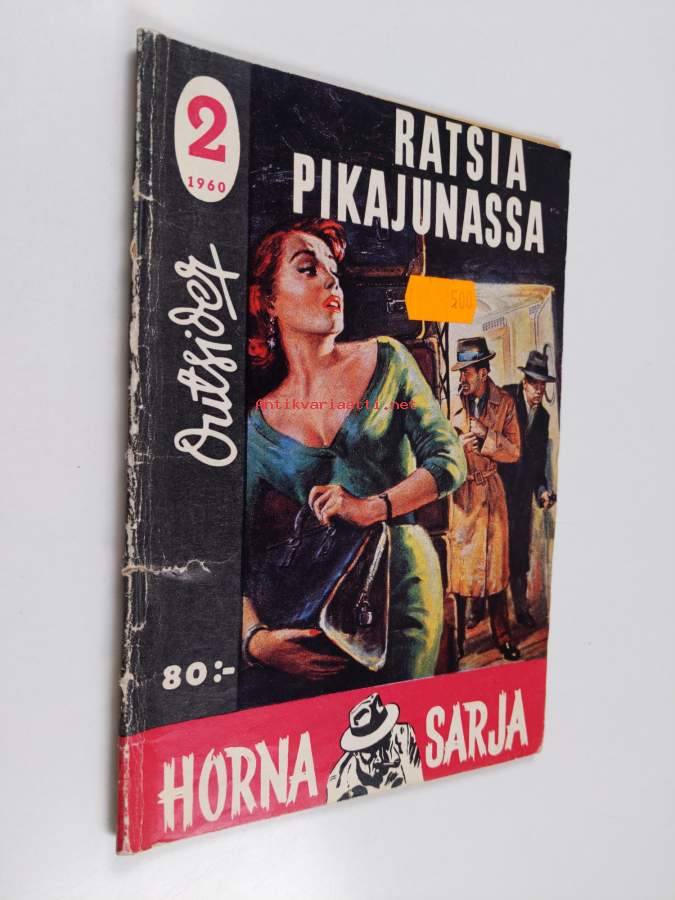 2
1960
RATSIA
PIKAJUNASSA
Outsider
500
Antikvariaatti.net
80:-
HORNA SARJA